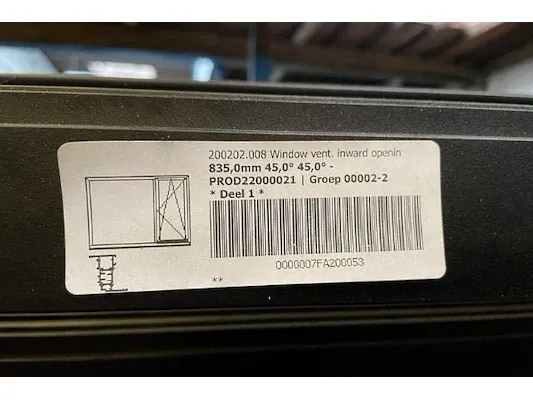 200202.008 Window vent. inward openin
835,0mm 45,0° 45,0° -
PROD22000021 | Groep 00002-2
* Deel 1 *
0000007FA200053
**